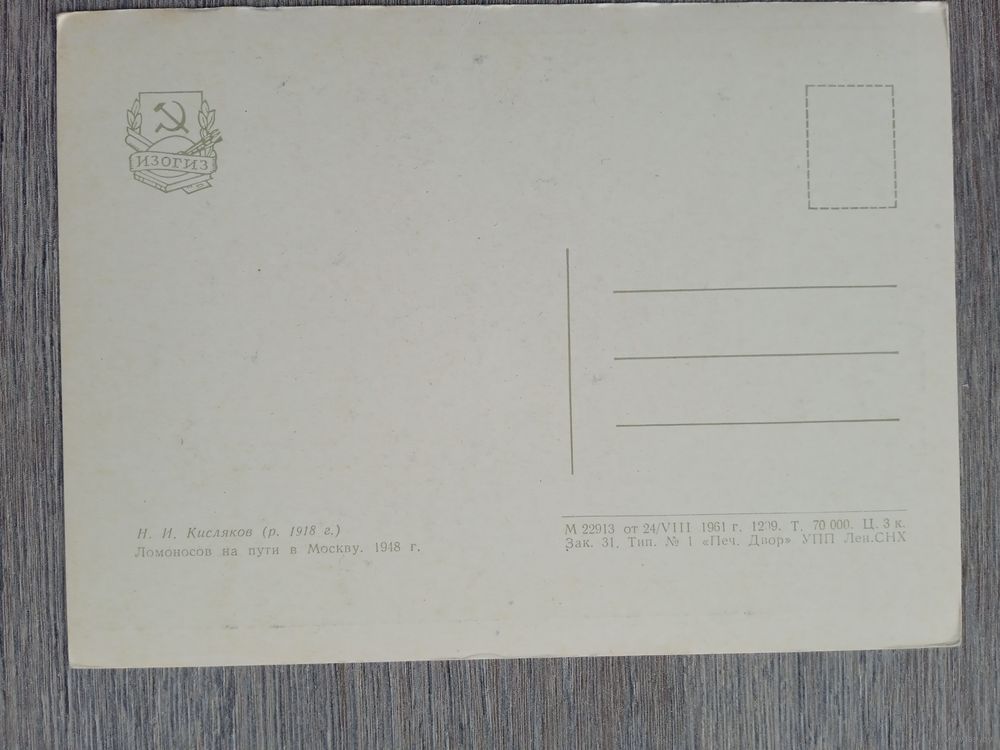 ИЗОГИЗ
Н. И. Кисляков (р. 1918 г.)
Ломоносов на пути в Москву. 1948 г.
М 22913 от 24/VIII 1961 г. Т. 70 000. Ц. 3 к.
Зак. 31. Тип. № 1 «Печ. Двор» УПП Лен.СНХ